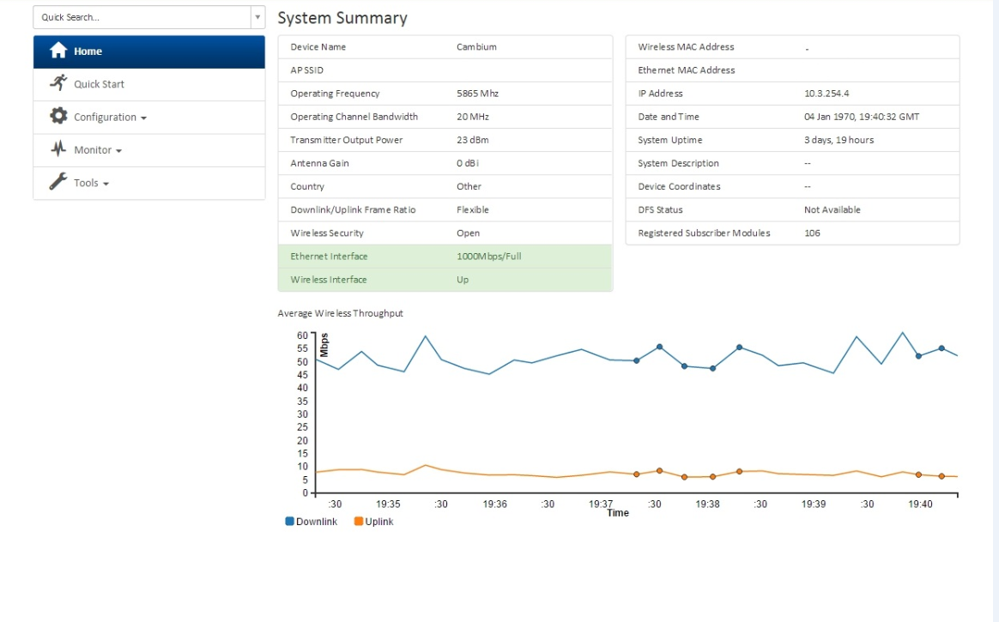 Quick Search...
Home
Quick Start
Configuration
Monitor
Tools
System Summary
Device Name Cambium
AP SSID
Operating Frequency 5865 Mhz
Operating Channel Bandwidth 20 MHz
Transmitter Output Power 23 dBm
Antenna Gain 0 dBi
Country Other
Downlink/Uplink Frame Ratio Flexible
Wireless Security Open
Ethernet Interface 1000Mbps/Full
Wireless Interface Up
Wireless MAC Address -
Ethernet MAC Address
IP Address 10.3.254.4
Date and Time 04 Jan 1970, 19:40:32 GMT
System Uptime 3 days, 19 hours
System Description --
Device Coordinates --
DFS Status Not Available
Registered Subscriber Modules 106
Average Wireless Throughput
Mbps
60
55
50
45
40
35
30
25
20
15
10
5
0
:30 19:35 :30 19:36 :30 19:37 :30 19:38 :30 19:39 :30 19:40
Time
Downlink Uplink